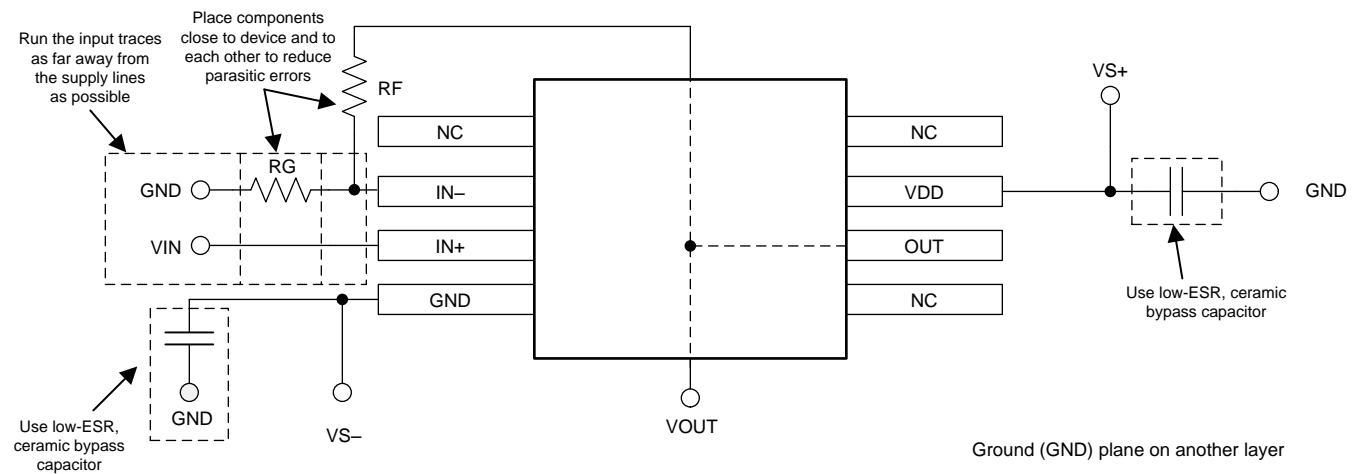 Place components
close to device and to
each other to reduce
parasitic errors
Run the input traces
as far away from
the supply lines
as possible
RF
VS+
NC
NC
RG
GND
IN–
VDD
GND
VIN
IN+
OUT
GND
NC
Use low-ESR, ceramic
bypass capacitor
GND
Use low-ESR,
ceramic bypass
capacitor
VS–
VOUT
Ground (GND) plane on another layer